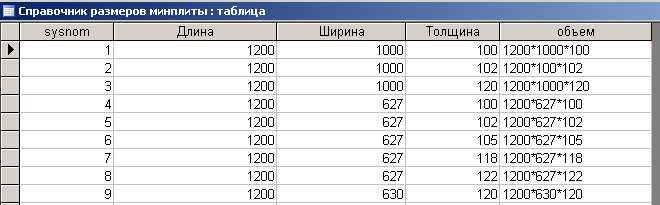 Справочник размеров минплиты : таблица
sysnom Длина Ширина Толщина объем
1 1200 1000 100 1200*1000*100
2 1200 1000 102 1200*100*102
3 1200 1000 120 1200*1000*120
4 1200 627 100 1200*627*100
5 1200 627 102 1200*627*102
6 1200 627 105 1200*627*105
7 1200 627 118 1200*627*118
8 1200 627 122 1200*627*122
9 1200 630 120 1200*630*120